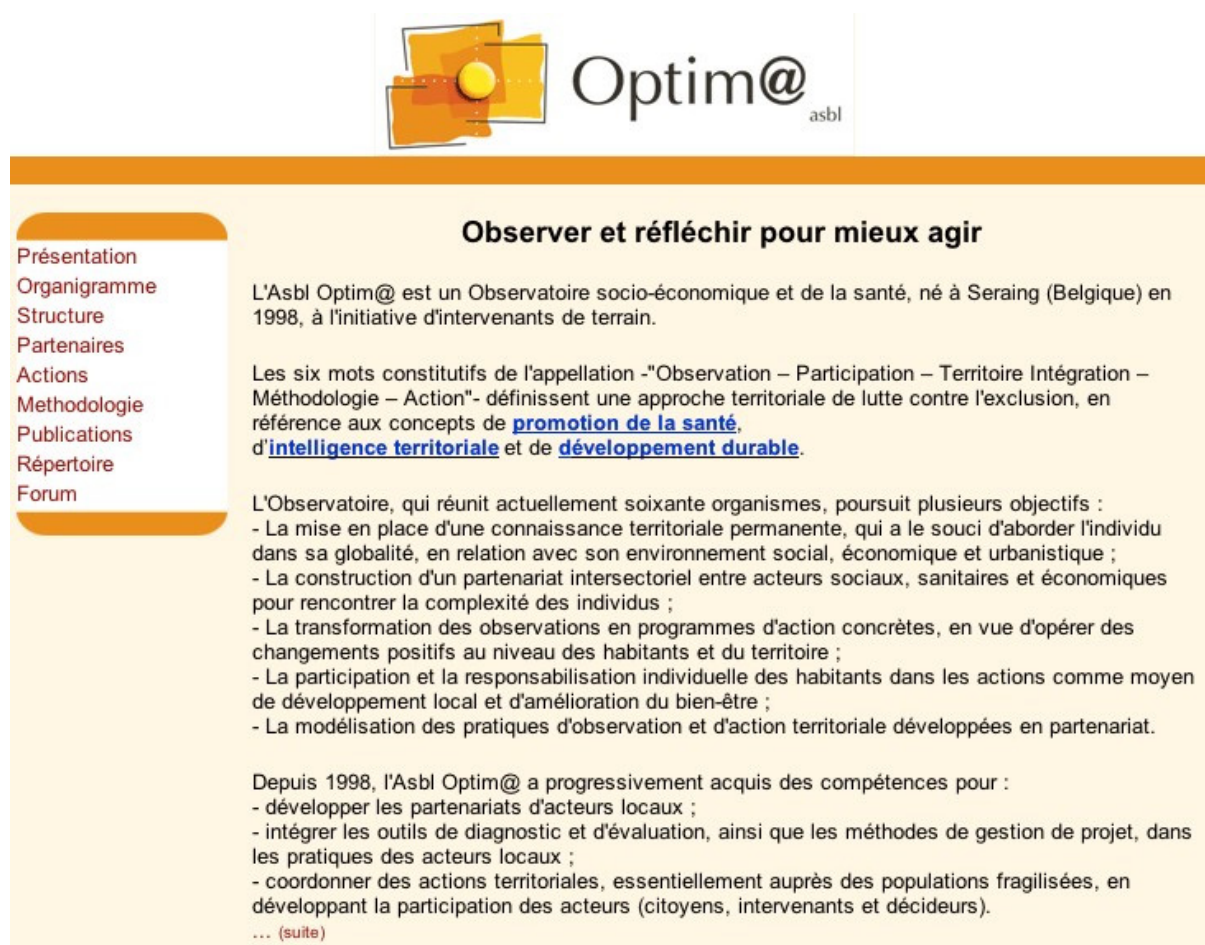 Optim@
asbl
Présentation
Organigramme
Structure
Partenaires
Actions
Methodologie
Publications
Répertoire
Forum
Observer et réfléchir pour mieux agir
L'Asbl Optim@ est un Observatoire socio-économique et de la santé, né à Seraing (Belgique) en
1998, à l'initiative d'intervenants de terrain.
Les six mots constitutifs de l'appellation -"Observation – Participation – Territoire Intégration –
Méthodologie – Action"- définissent une approche territoriale de lutte contre l'exclusion, en
référence aux concepts de promotion de la santé,
d'intelligence territoriale et de développement durable.
L'Observatoire, qui réunit actuellement soixante organismes, poursuit plusieurs objectifs :
- La mise en place d'une connaissance territoriale permanente, qui a le souci d'aborder l'individu
dans sa globalité, en relation avec son environnement social, économique et urbanistique ;
- La construction d'un partenariat intersectoriel entre acteurs sociaux, sanitaires et économiques
pour rencontrer la complexité des individus ;
- La transformation des observations en programmes d'action concrètes, en vue d'opérer des
changements positifs au niveau des habitants et du territoire ;
- La participation et la responsabilisation individuelle des habitants dans les actions comme moyen
de développement local et d'amélioration du bien-être ;
- La modélisation des pratiques d'observation et d'action territoriale développées en partenariat.
Depuis 1998, l'Asbl Optim@ a progressivement acquis des compétences pour :
- développer les partenariats d'acteurs locaux ;
- intégrer les outils de diagnostic et d'évaluation, ainsi que les méthodes de gestion de projet, dans
les pratiques des acteurs locaux ;
- coordonner des actions territoriales, essentiellement auprès des populations fragilisées, en
développant la participation des acteurs (citoyens, intervenants et décideurs).
... (suite)